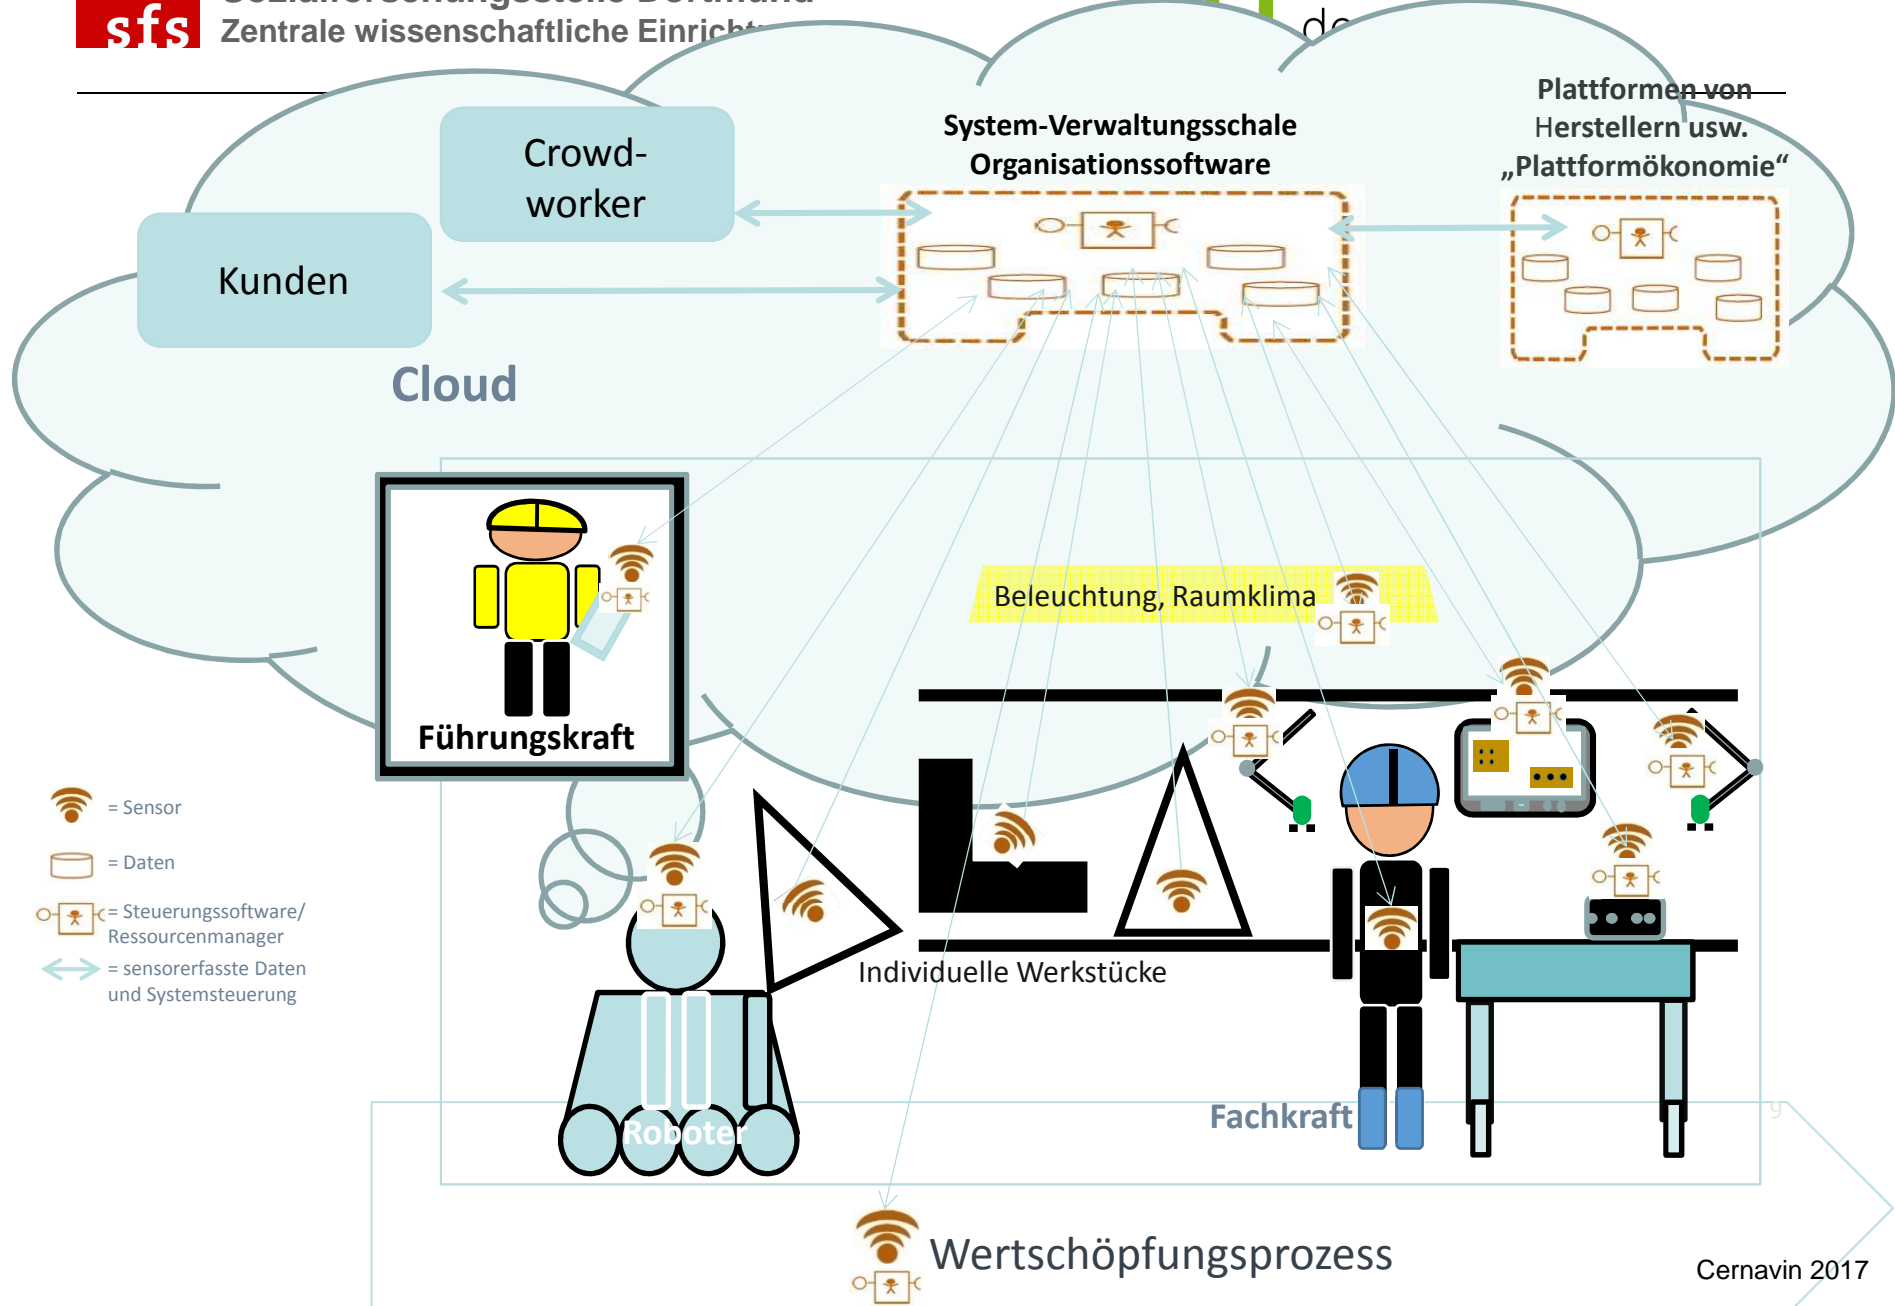 sfs
Zentrale wissenschaftliche
Plattformen von
Herstellern usw.
„Plattformökonomie“
System-Verwaltungsschale
Organisationssoftware
Crowd-
worker
Kunden
Cloud
Führungskraft
Beleuchtung, Raumklima
= Sensor
= Daten
= Steuerungssoftware/
Ressourcenmanager
= sensorerfasste Daten
und Systemsteuerung
Individuelle Werkstücke
Roboter
Fachkraft
9
Wertschöpfungsprozess
Cernavin 2017